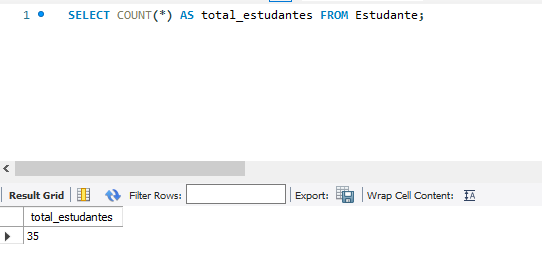 1 SELECT COUNT(*) AS total_estudantes FROM Estudante;
Result Grid Filter Rows: Export: Wrap Cell Content:
total_estudantes
35